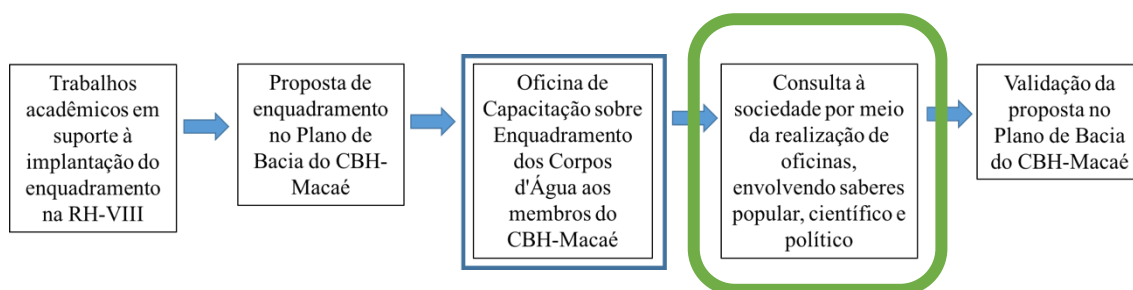 Trabalhos
acadêmicos em
suporte à
implantação do
enquadramento
na RH-VIII
Proposta de
enquadramento
no Plano de
Bacia do CBH-
Macaé
Oficina de
Capacitação sobre
Enquadramento
dos Corpos
d'Água aos
membros do
CBH-Macaé
Consulta à
sociedade por meio
da realização de
oficinas,
envolvendo saberes
popular, científico e
político
Validação da
proposta no
Plano de Bacia
do CBH-Macaé